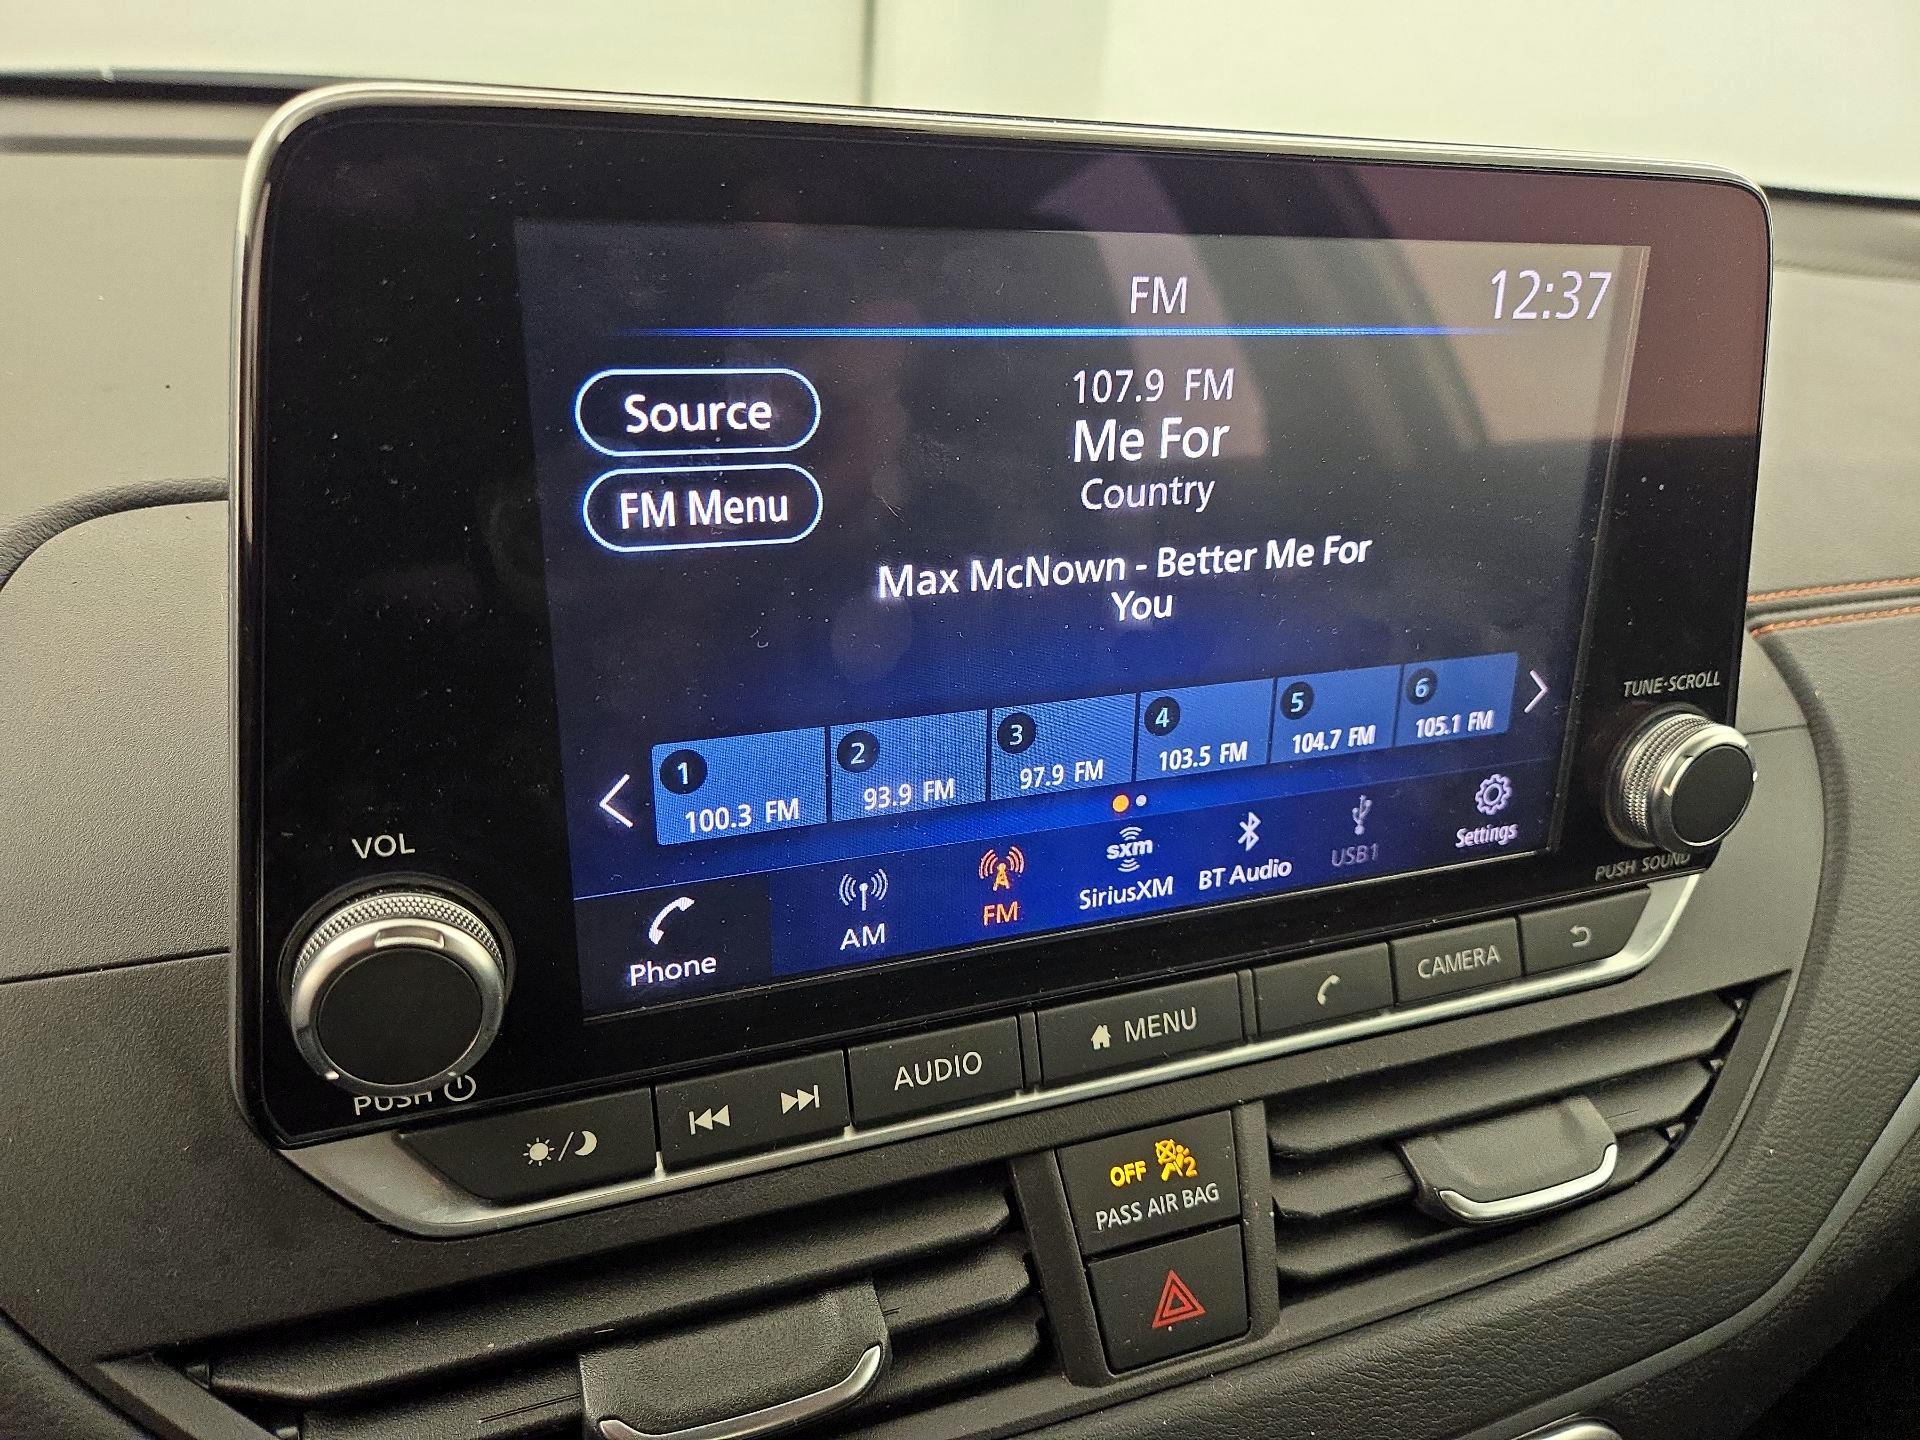 FM
12:37
Source
107.9 FM
Me For
FM Menu
Country
Max McNown - Better Me For
You
1
100.3 FM
2
93.9 FM
3
97.9 FM
4
103.5 FM
5
104.7 FM
6
105.1 FM
Phone
AM
FM
sxm
SiriusXM
BT Audio
USB1
Settings
VOL
PUSH
TUNE·SCROLL
PUSH SOUND
AUDIO
MENU
CAMERA
OFF 2
PASS AIR BAG